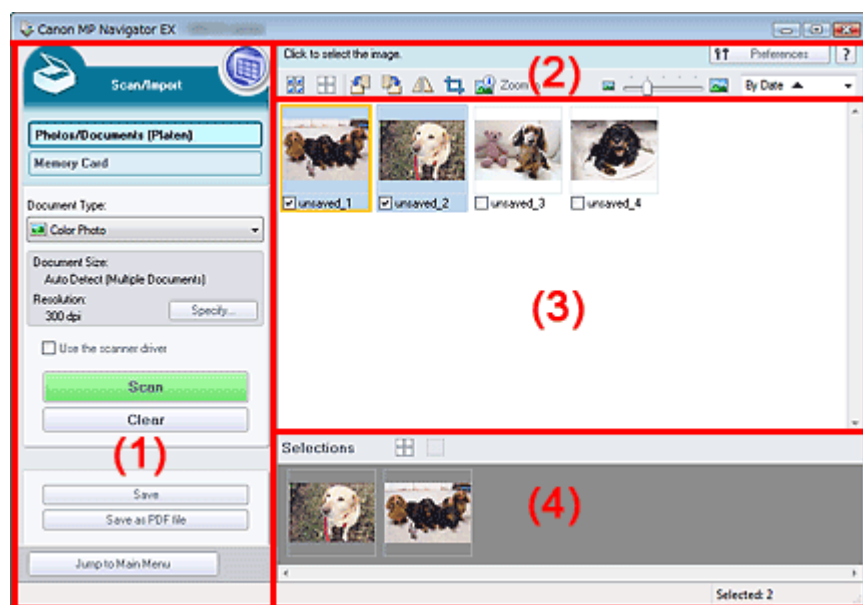 Canon MP Navigator EX
Scan/Import
Photos/Documents (Platen)
Memory Card
Document Type:
Color Photo
Document Size:
Auto Detect (Multiple Documents)
Resolution:
300 dpi
Specify...
Use the scanner driver
Scan
Clear
(1)
Save
Save as PDF file
Jump to Main Menu
Click to select the image.
Preferences
?
Zoom in
(2)
By Date
unsaved_1
unsaved_2
unsaved_3
unsaved_4
(3)
Selections
(4)
Selected: 2